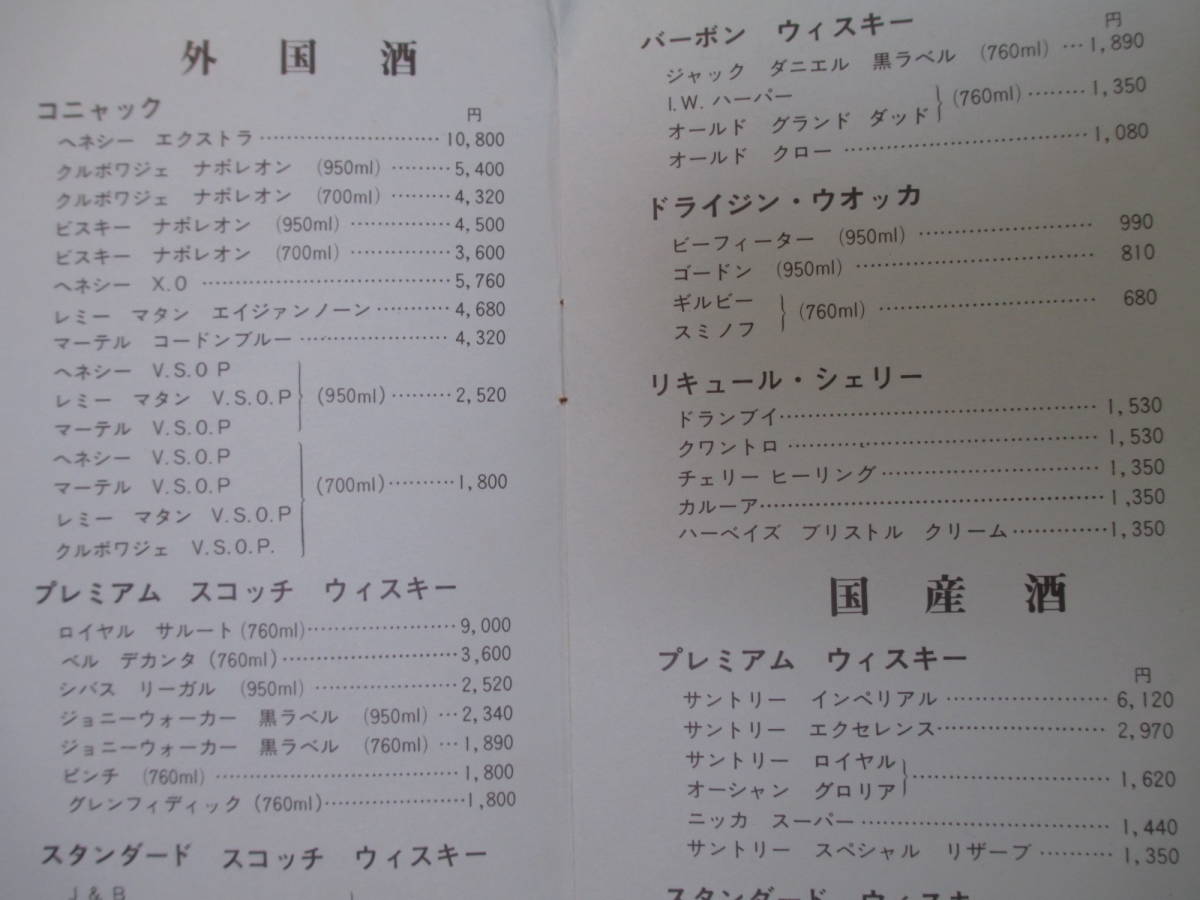 外国酒
コニャック
円
ヘネシー エクストラ……………………10,800
クルボワジェ ナポレオン (950ml)………5,400
クルボワジェ ナポレオン (700ml)………4,320
ビスキー ナポレオン (950ml)……………4,500
ビスキー ナポレオン (700ml)……………3,600
ヘネシー X.O……………………………5,760
レミー マタン エイジァンノーン…………4,680
マーテル コードンブルー…………………4,320
ヘネシー V.S.O P
レミー マタン V.S.O.P (950ml)………2,520
マーテル V.S.O.P
ヘネシー V.S.O.P
マーテル V.S.O.P (700ml)………1,800
レミー マタン V.S.O.P
クルボワジェ V.S.O.P.
プレミアム スコッチ ウィスキー
ロイヤル サルート(760ml)…………………9,000
ベル デカンタ (760ml)……………………3,600
シバス リーガル (950ml)…………………2,520
ジョニーウォーカー 黒ラベル (950ml)…2,340
ジョニーウォーカー 黒ラベル (760ml)…1,890
ピンチ (760ml)……………………………1,800
グレンフィディック(760ml)………………1,800
スタンダード スコッチ ウィスキー
J & B
バーボン ウィスキー
円
ジャック ダニエル 黒ラベル (760ml)…1,890
I.W.ハーパー
オールド グランド ダッド (760ml)………1,350
オールド クロー……………………………1,080
ドライジン・ウオッカ
ビーフィーター (950ml)……………………990
ゴードン (950ml)……………………………810
ギルビー
スミノフ (760ml)……………………………680
リキュール・シェリー
ドランブイ……………………………………1,530
クワントロ……………………………………1,530
チェリー ヒーリング…………………………1,350
カルーア………………………………………1,350
ハーベイズ ブリストル クリーム…………1,350
国産酒
プレミアム ウィスキー
円
サントリー インペリアル…………………6,120
サントリー エクセレンス…………………2,970
サントリー ロイヤル
オーシャン グロリア………………………1,620
ニッカ スーパー……………………………1,440
サントリー スペシャル リザーブ…………1,350
スタンダード ウィスキ